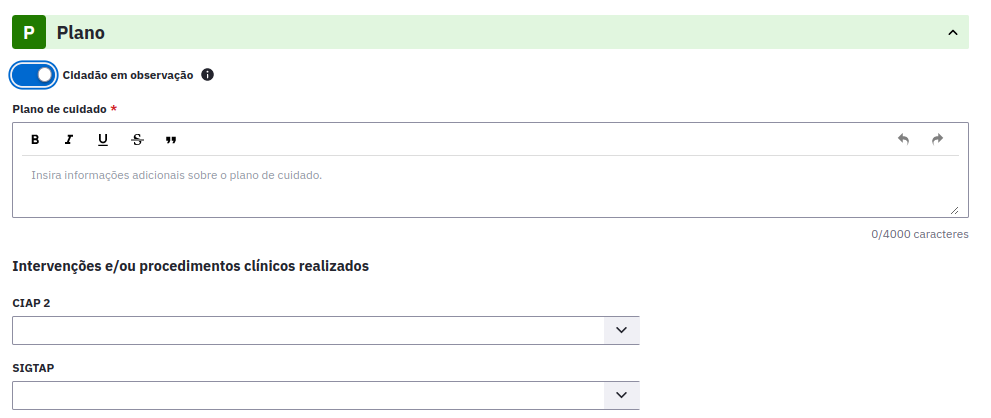 P Plano
Cidadão em observação
Plano de cuidado *
B I U S
Insira informações adicionais sobre o plano de cuidado.
0/4000 caracteres
Intervenções e/ou procedimentos clínicos realizados
CIAP 2
SIGTAP